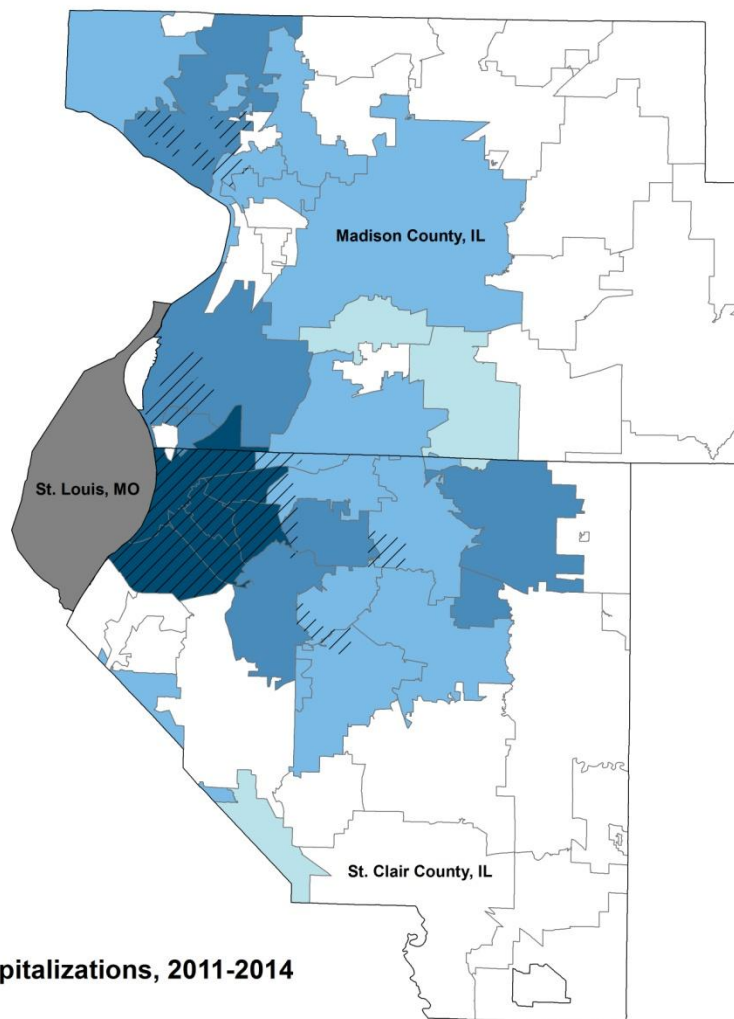 Madison County, IL
St. Louis, MO
St. Clair County, IL
pitalizations, 2011-2014